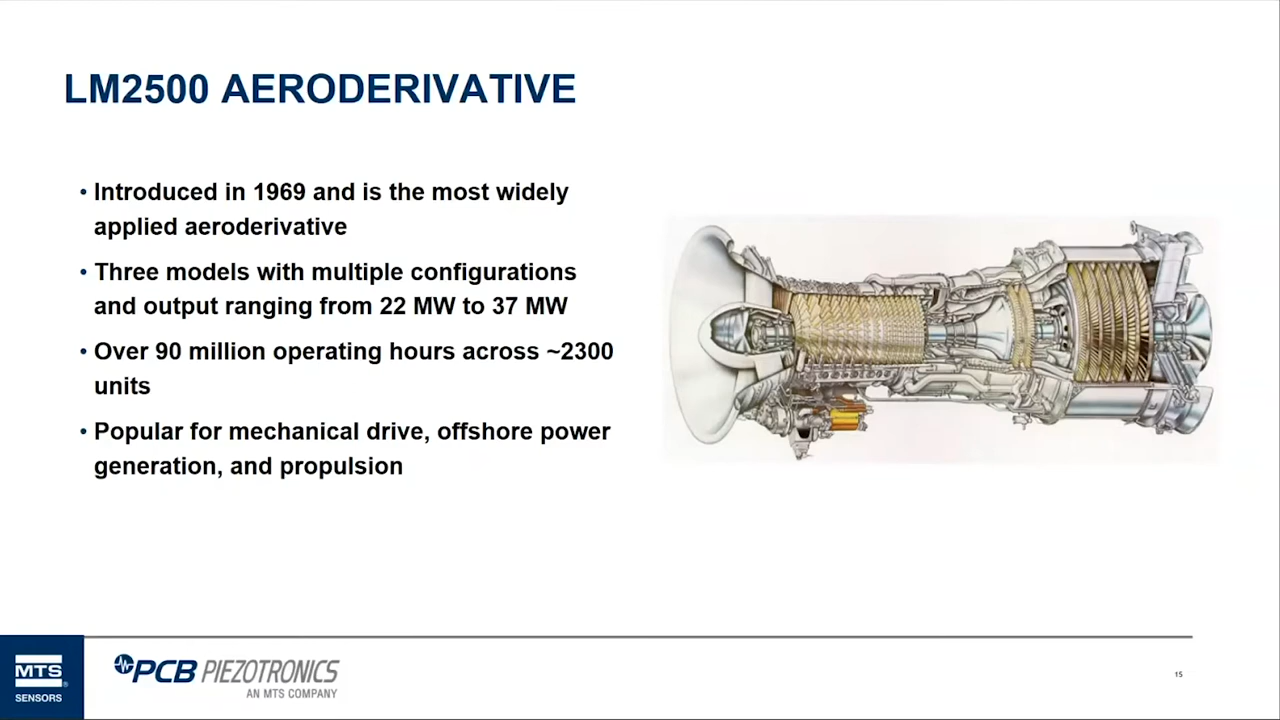 LM2500 AERODERIVATIVE
• Introduced in 1969 and is the most widely
applied aeroderivative
• Three models with multiple configurations
and output ranging from 22 MW to 37 MW
• Over 90 million operating hours across ~2300
units
• Popular for mechanical drive, offshore power
generation, and propulsion
MTS
SENSORS
PCB PIEZOTRONICS
AN MTS COMPANY
15